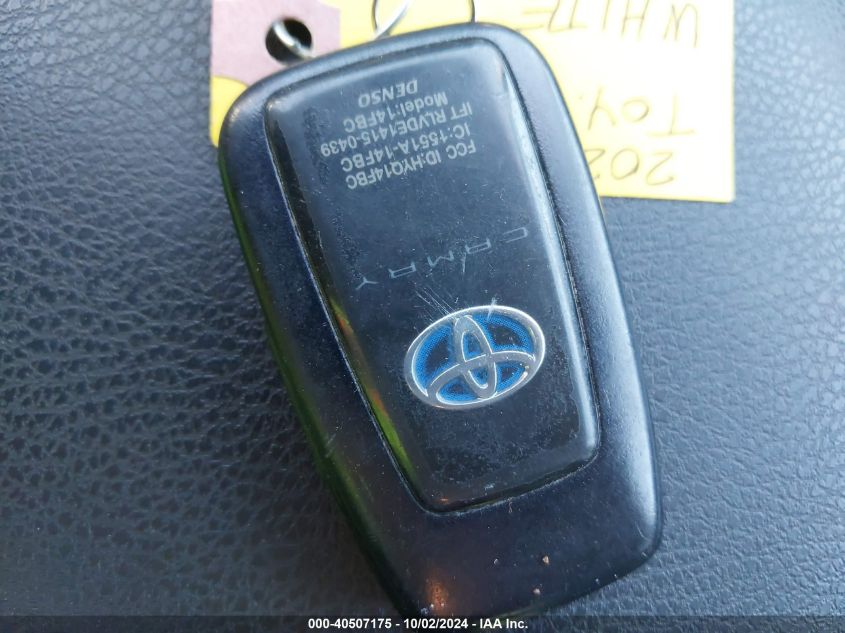 FCC ID:HYQ14FBC
IC:1551A-14FBC
IFT RLVDE1415-0439
Model:14FBC
DENSO
CAMRY
TOY.
WHITE
000-40507175 - 10/02/2024 - IAA Inc.